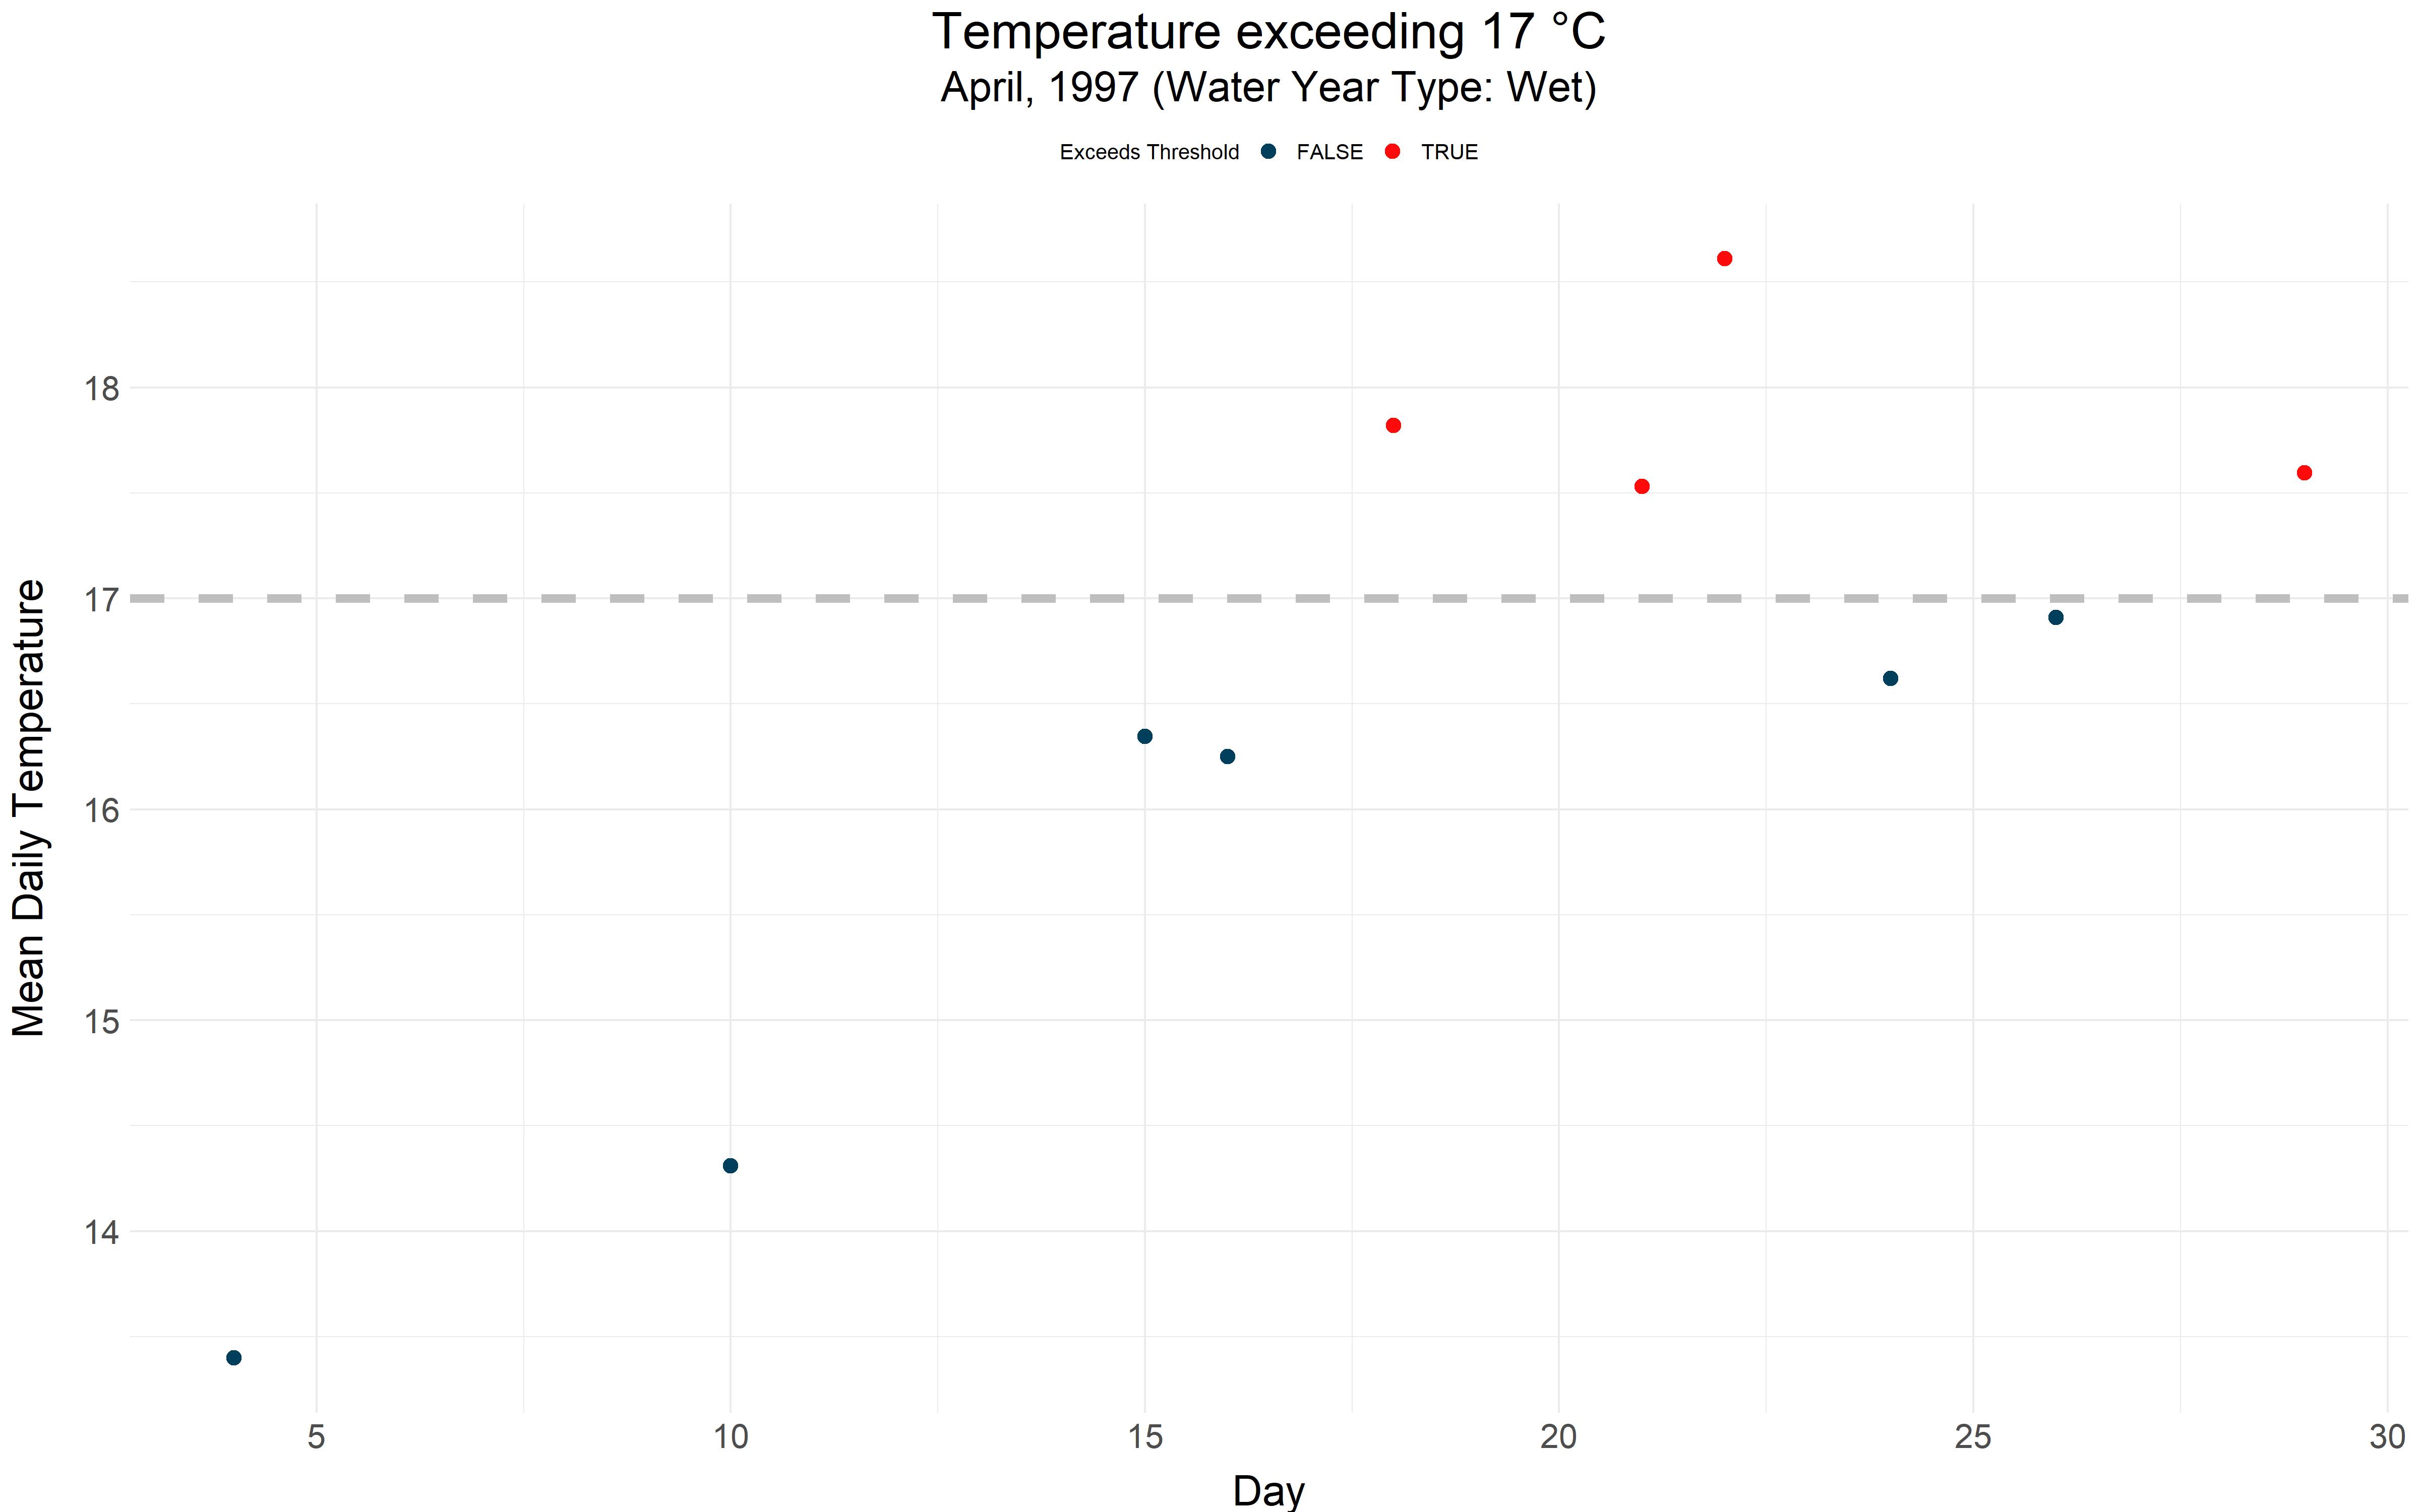 Temperature exceeding 17 °C
April, 1997 (Water Year Type: Wet)
Exceeds Threshold FALSE TRUE
Mean Daily Temperature
18
17
16
15
14
5 10 15 20 25 30
Day